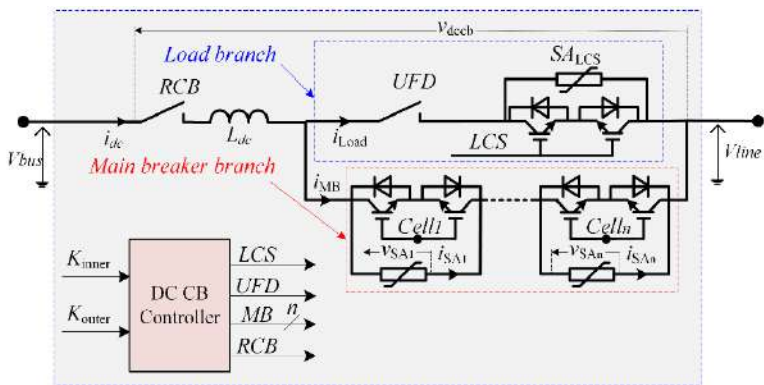 v_dccb
Load branch
SA_LCS
RCB
UFD
i_dc
L_dc
i_Load
LCS
V_bus
V_line
Main breaker branch
i_MB
Cell1
Celln
v_SA1
i_SA1
v_SAn
i_SAn
K_inner
K_outer
DC CB
Controller
LCS
UFD
MB
n
RCB